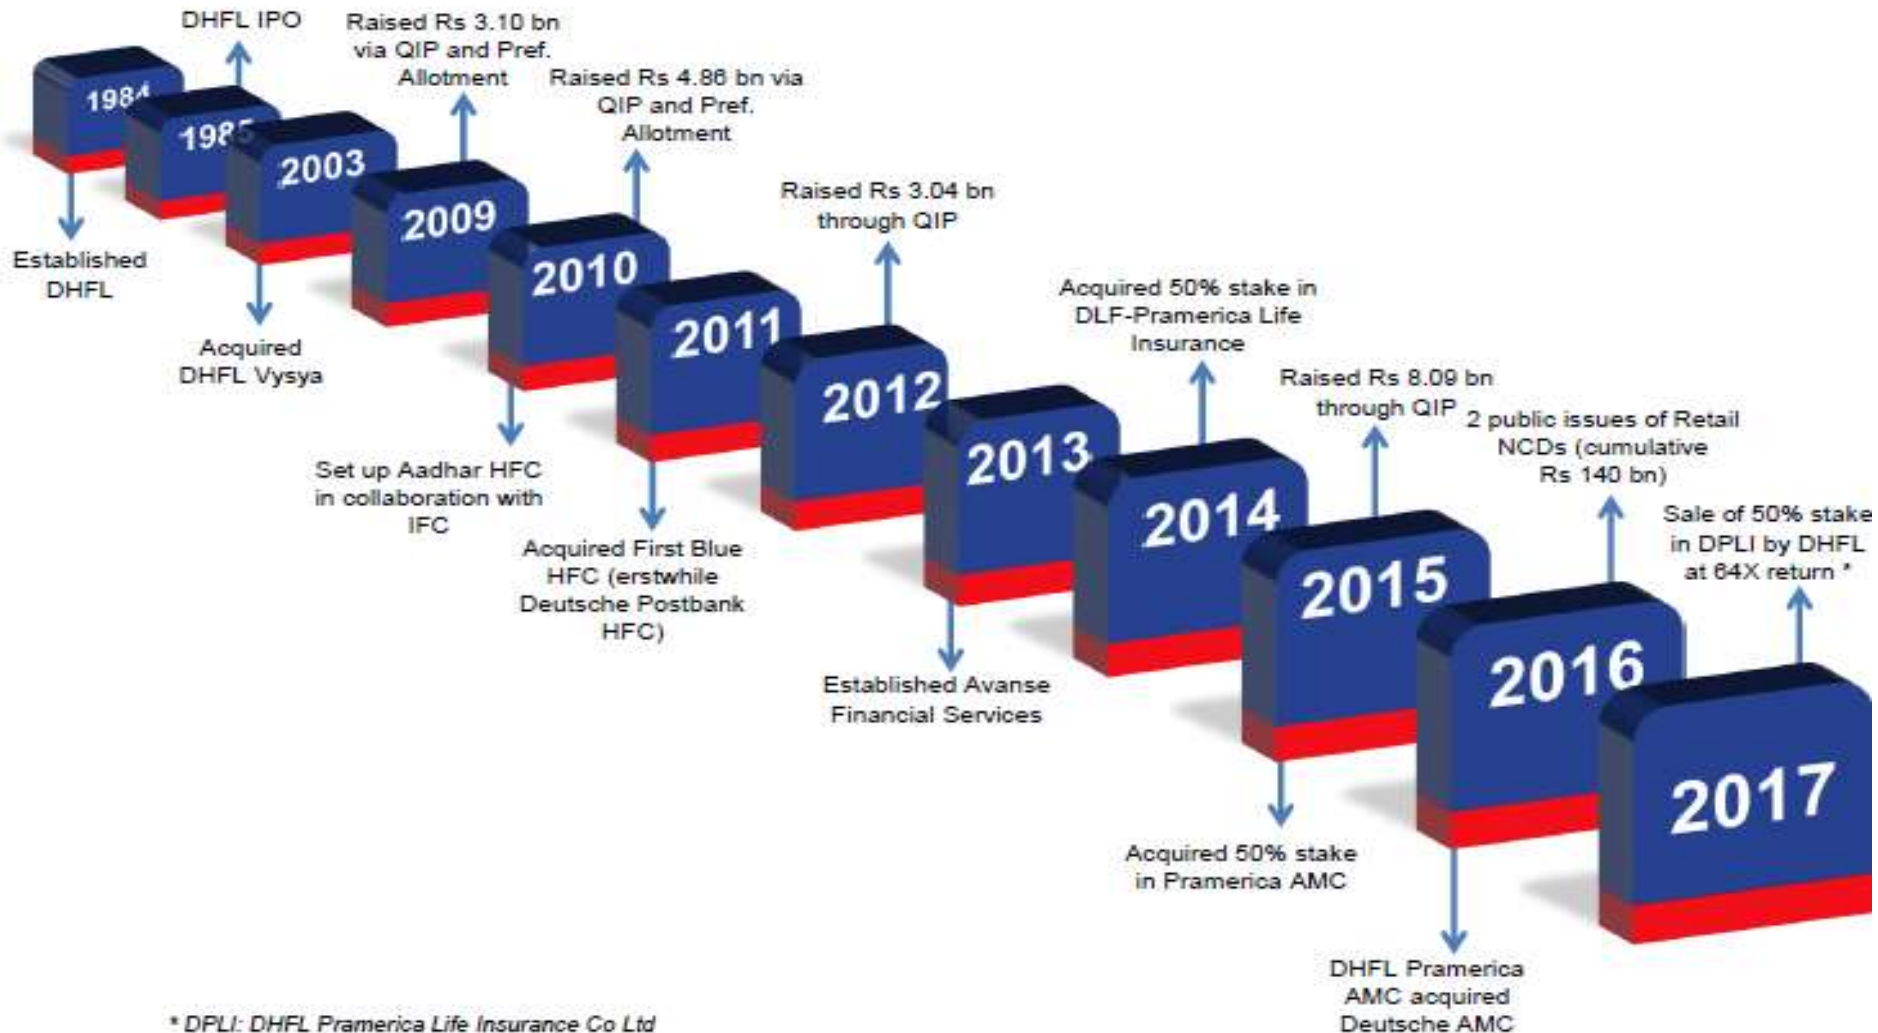 1984
Established
DHFL
1985
DHFL IPO
2003
Acquired
DHFL Vysya
2009
Raised Rs 3.10 bn
via QIP and Pref.
Allotment
2010
Raised Rs 4.86 bn via
QIP and Pref.
Allotment
Set up Aadhar HFC
in collaboration with
IFC
2011
Acquired First Blue
HFC (erstwhile
Deutsche Postbank
HFC)
2012
Raised Rs 3.04 bn
through QIP
2013
Established Avanse
Financial Services
2014
Acquired 50% stake in
DLF-Pramerica Life
Insurance
2015
Raised Rs 8.09 bn
through QIP
Acquired 50% stake
in Pramerica AMC
2016
2 public issues of Retail
NCDs (cumulative
Rs 140 bn)
DHFL Pramerica
AMC acquired
Deutsche AMC
2017
Sale of 50% stake
in DPLI by DHFL
at 64X return *
* DPLI: DHFL Pramerica Life Insurance Co Ltd